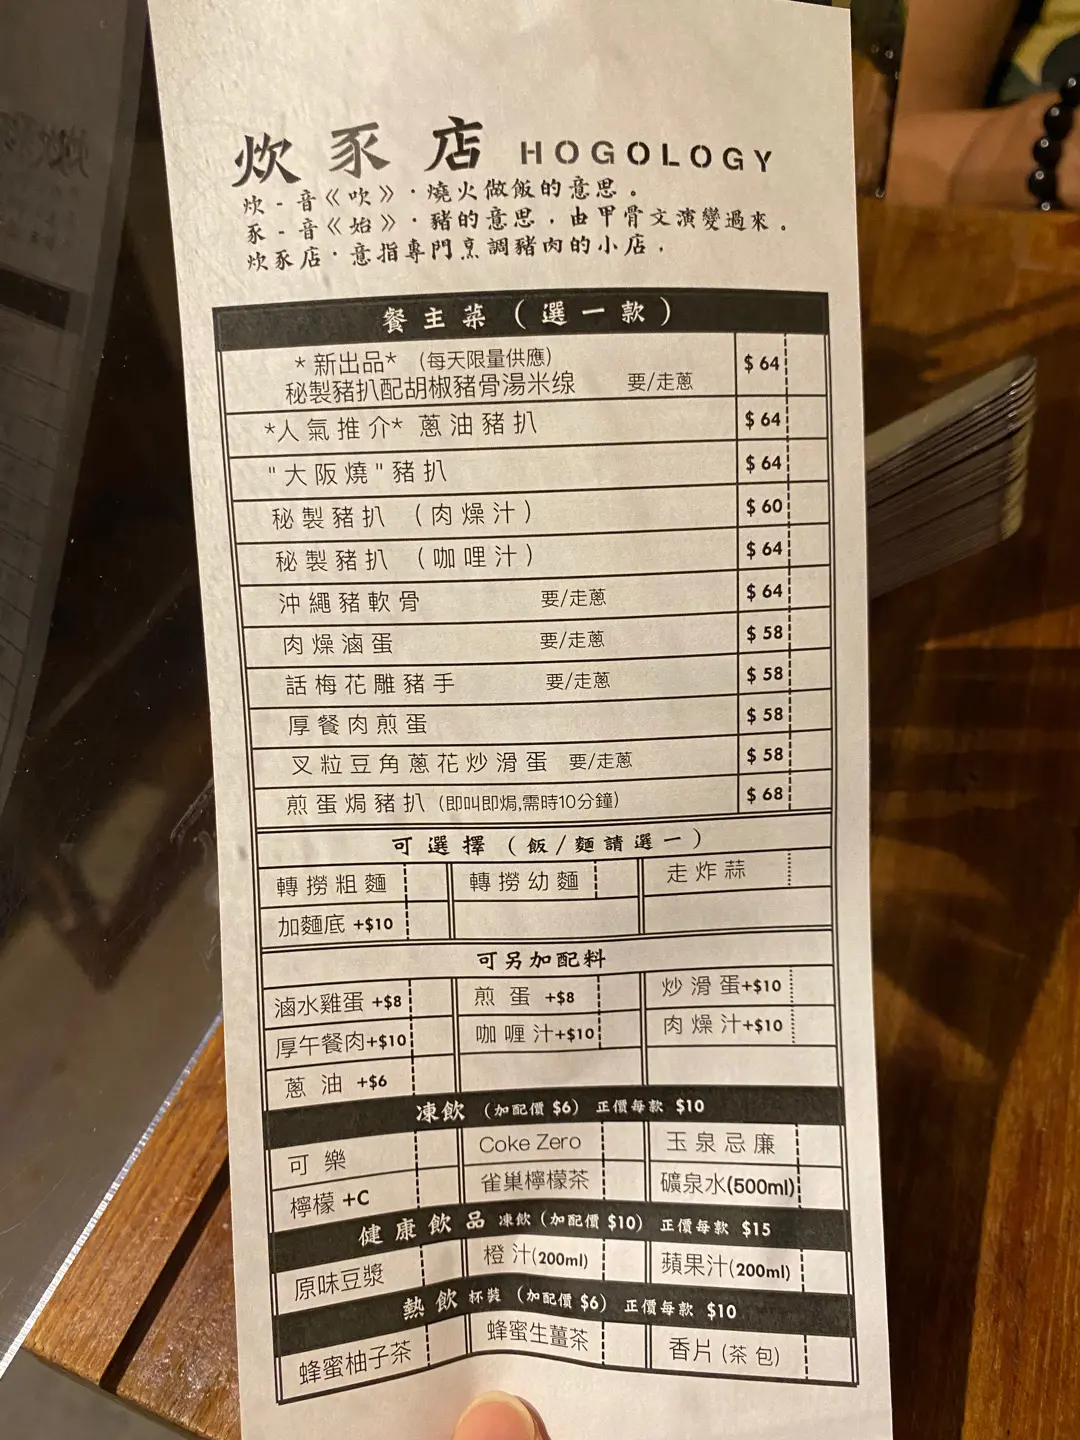 炊豕店 HOGOLOGY
炊 - 音《吹》·燒火做飯的意思。
豕 - 音《始》·豬的意思，由甲骨文演變過來。
炊豕店·意指專門烹調豬肉的小店，
餐主菜（選一款）
*新出品* （每天限量供應）
秘製豬扒配胡椒豬骨湯米线 要/走蔥 $64
*人氣推介* 蔥油豬扒 $64
"大阪燒"豬扒 $64
秘製豬扒 （肉燥汁） $60
秘製豬扒 （咖哩汁） $64
沖繩豬軟骨 要/走蔥 $64
肉燥滷蛋 要/走蔥 $58
話梅花雕豬手 要/走蔥 $58
厚餐肉煎蛋 $58
叉粒豆角蔥花炒滑蛋 要/走蔥 $58
煎蛋焗豬扒 (即叫即焗,需時10分鐘) $68
可選擇（飯/麵請選一）
轉撈粗麵 轉撈幼麵 走炸蒜
加麵底 +$10
可另加配料
滷水雞蛋 +$8 煎蛋 +$8 炒滑蛋+$10
厚午餐肉+$10 咖喱汁+$10 肉燥汁+$10
蔥油 +$6
凍飲 （加配價 $6） 正價每款 $10
可樂 Coke Zero 玉泉忌廉
檸檬 +C 雀巢檸檬茶 礦泉水(500ml)
健康飲品 凍飲（加配價 $10） 正價每款 $15
原味豆漿 橙汁(200ml) 蘋果汁(200ml)
熱飲 杯裝 （加配價 $6） 正價每款 $10
蜂蜜柚子茶 蜂蜜生薑茶 香片 (茶包)